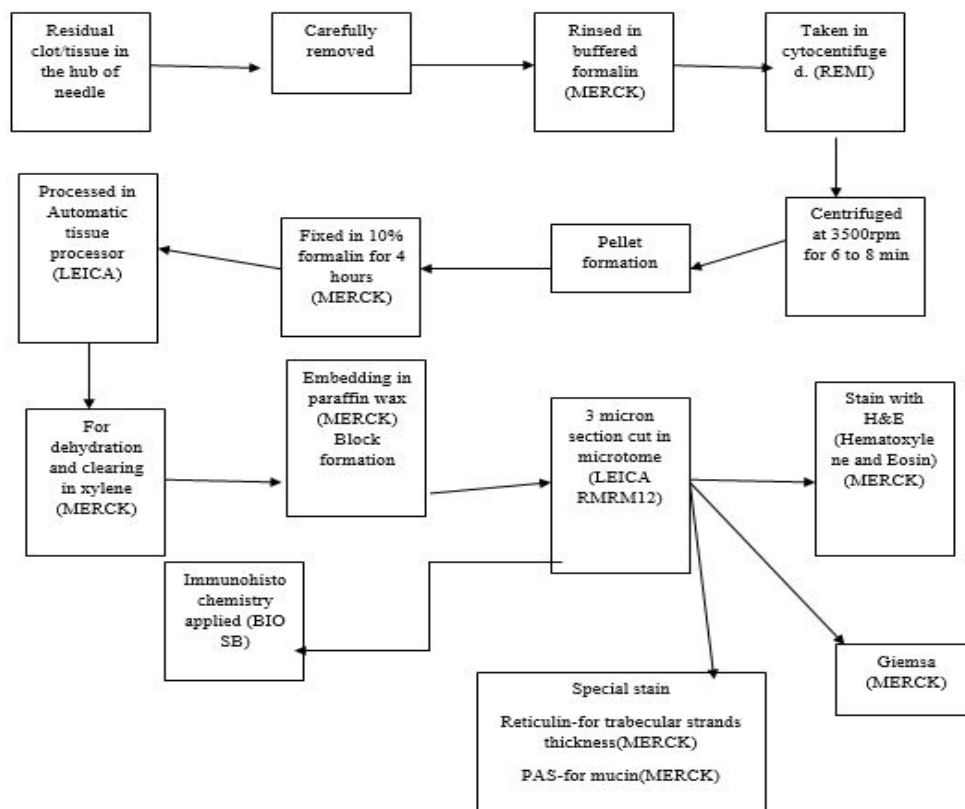 Residual
clot/tissue in
the hub of
needle
Carefully
removed
Rinsed in
buffered
formalin
(MERCK)
Taken in
cytocentifuge
d. (REMI)
Centrifuged
at 3500rpm
for 6 to 8 min
Pellet
formation
Fixed in 10%
formalin for 4
hours
(MERCK)
Processed in
Automatic
tissue
processor
(LEICA)
For
dehydration
and clearing
in xylene
(MERCK)
Embedding in
paraffin wax
(MERCK)
Block
formation
3 micron
section cut in
microtome
(LEICA
RMRM12)
Stain with
H&E
(Hematoxyle
ne and Eosin)
(MERCK)
Immunohisto
chemistry
applied (BIO
SB)
Special stain
Reticulin-for trabecular strands
thickness(MERCK)
PAS-for mucin(MERCK)
Giemsa
(MERCK)